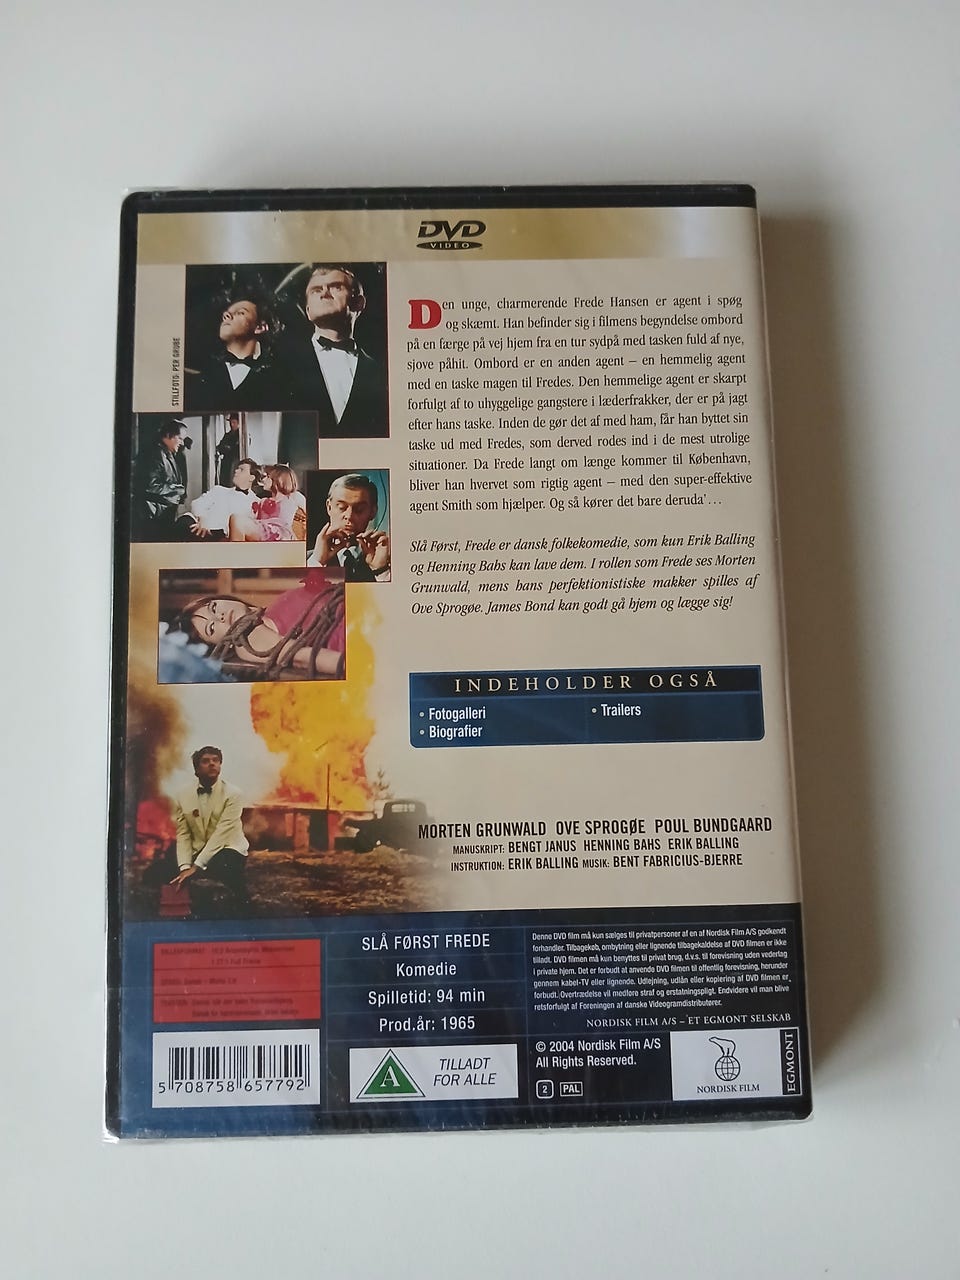 DVD
VIDEO
STILLFOTO: PER GRUBE
Den unge, charmerende Frede Hansen er agent i spøg
og skæmt. Han befinder sig i filmens begyndelse ombord
på en færge på vej hjem fra en tur sydpå med tasken fuld af nye,
sjove påhit. Ombord er en anden agent – en hemmelig agent
med en taske magen til Fredes. Den hemmelige agent er skarpt
forfulgt af to uhyggelige gangstere i læderfrakker, der er på jagt
efter hans taske. Inden de gør det af med ham, får han byttet sin
taske ud med Fredes, som derved rodes ind i de mest utrolige
situationer. Da Frede langt om længe kommer til København,
bliver han hvervet som rigtig agent – med den super-effektive
agent Smith som hjælper. Og så kører det bare deruda'...
Slå Først, Frede er dansk folkekomedie, som kun Erik Balling
og Henning Bahs kan lave dem. I rollen som Frede ses Morten
Grunwald, mens hans perfektionistiske makker spilles af
Ove Sprogøe. James Bond kan godt gå hjem og lægge sig!
INDEHOLDER OGSÅ
• Fotogalleri
• Biografier
• Trailers
MORTEN GRUNWALD OVE SPROGØE POUL BUNDGAARD
MANUSKRIPT: BENGT JANUS HENNING BAHS ERIK BALLING
INSTRUKTION: ERIK BALLING MUSIK: BENT FABRICIUS-BJERRE
SLÅ FØRST FREDE
Komedie
Spilletid: 94 min
Prod.år: 1965
Denne DVD film må kun sælges til privatpersoner af en af Nordisk Film A/S godkendt
forhandler. Tilbagekøb, ombytning eller lignende tilbagekaldelse af DVD filmen er ikke
tilladt. DVD filmen må kun benyttes til privat brug, d.v.s. til forevisning uden vederlag
i private hjem. Det er forbudt at anvende DVD filmen til offentlig forevisning, herunder
gennem kabel-TV eller lignende. Udlejning, udlån eller kopiering af DVD filmen er
forbudt. Overtrædelse vil medføre straf og erstatningspligt. Endvidere vil man blive
retsforfulgt af Foreningen af danske Videogramdistributører.
NORDISK FILM A/S – ET EGMONT SELSKAB
5 708758 657792
A
TILLADT
FOR ALLE
© 2004 Nordisk Film A/S
All Rights Reserved.
2 PAL
NORDISK FILM
EGMONT